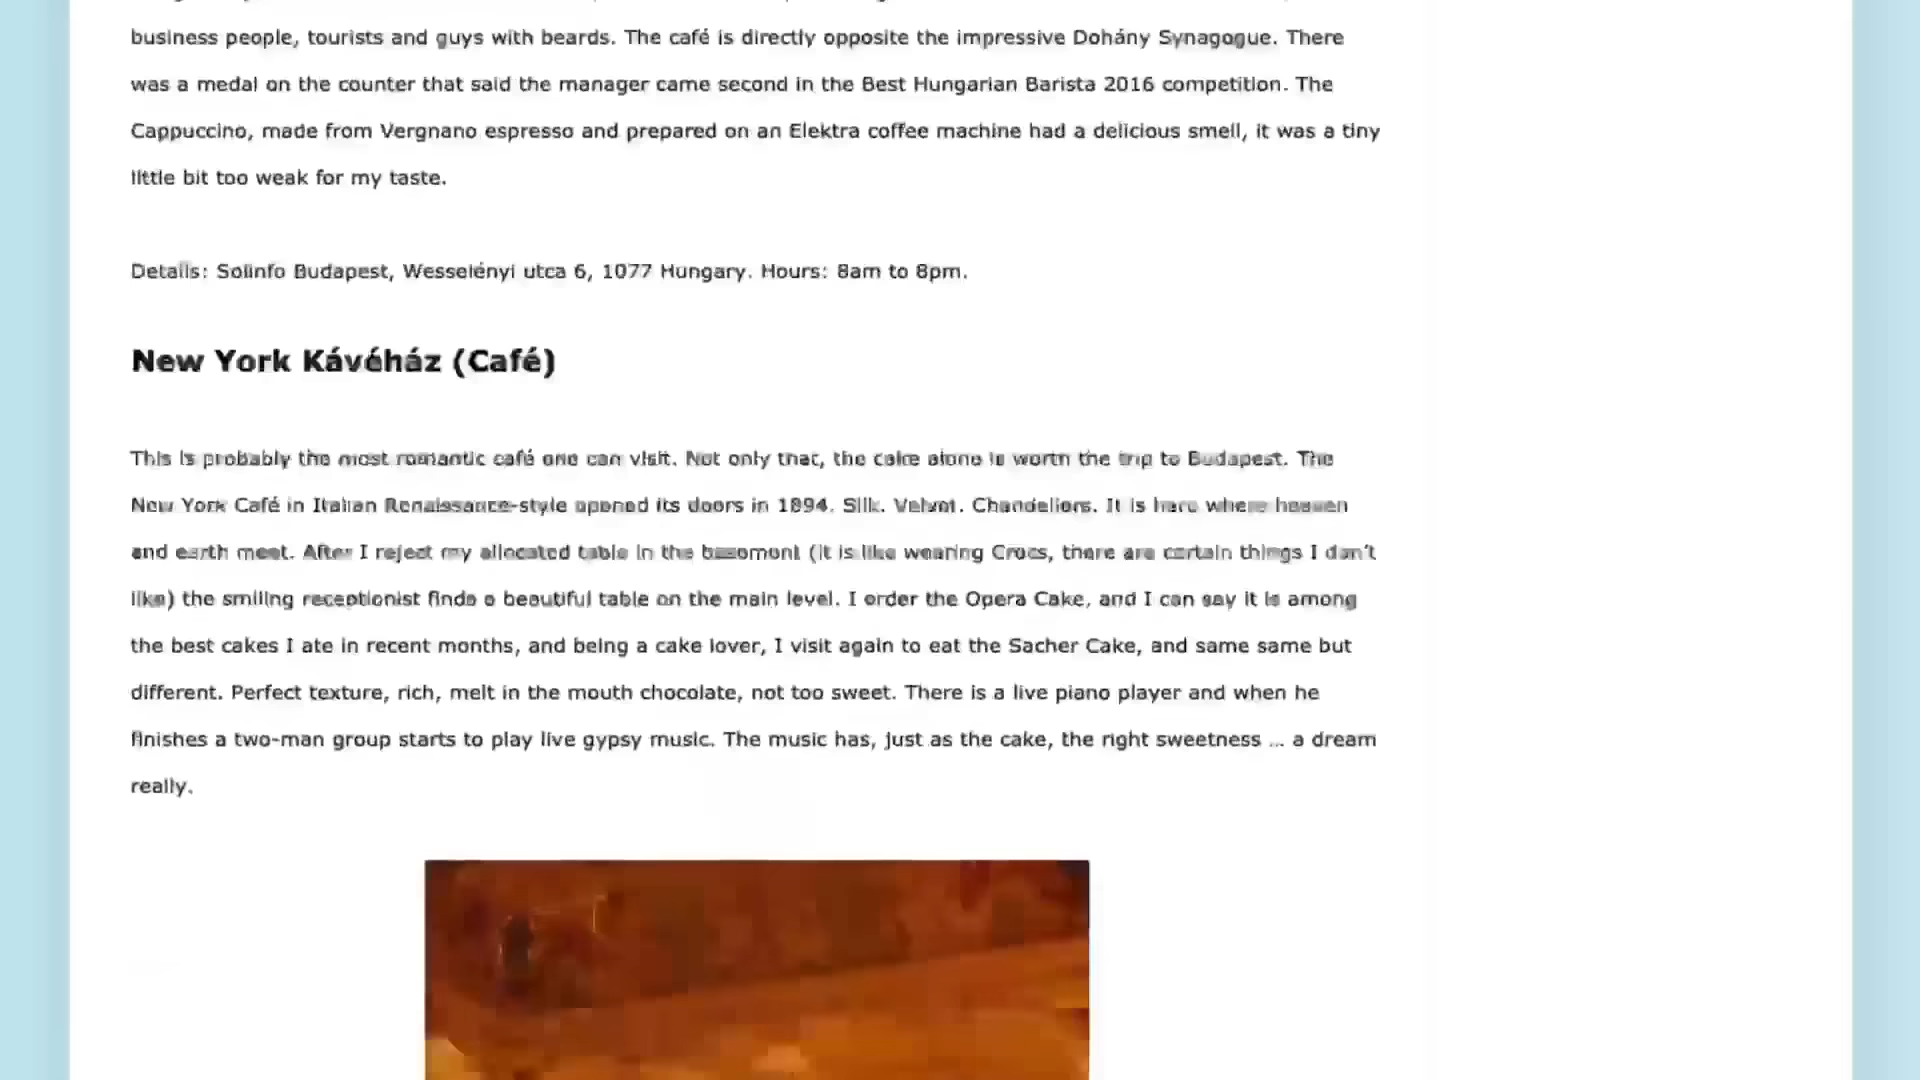 business people, tourists and guys with beards. The café is directly opposite the impressive Dohány Synagogue. There
was a medal on the counter that said the manager came second in the Best Hungarian Barista 2016 competition. The
Cappuccino, made from Vergnano espresso and prepared on an Elektra coffee machine had a delicious smell, it was a tiny
little bit too weak for my taste.
Details: Solinfo Budapest, Wesselényi utca 6, 1077 Hungary. Hours: 8am to 8pm.
New York Kávéház (Café)
This is probably the most romantic café one can visit. Not only that, the cake alone is worth the trip to Budapest. The
New York Café in Italian Renaissance-style opened its doors in 1894. Silk. Velvet. Chandeliers. It is here where heaven
and earth meet. After I reject my allocated table in the basement (it is like wearing Crocs, there are certain things I don't
like) the smiling receptionist finds a beautiful table on the main level. I order the Opera Cake, and I can say it is among
the best cakes I ate in recent months, and being a cake lover, I visit again to eat the Sacher Cake, and same same but
different. Perfect texture, rich, melt in the mouth chocolate, not too sweet. There is a live piano player and when he
finishes a two-man group starts to play live gypsy music. The music has, just as the cake, the right sweetness ... a dream
really.